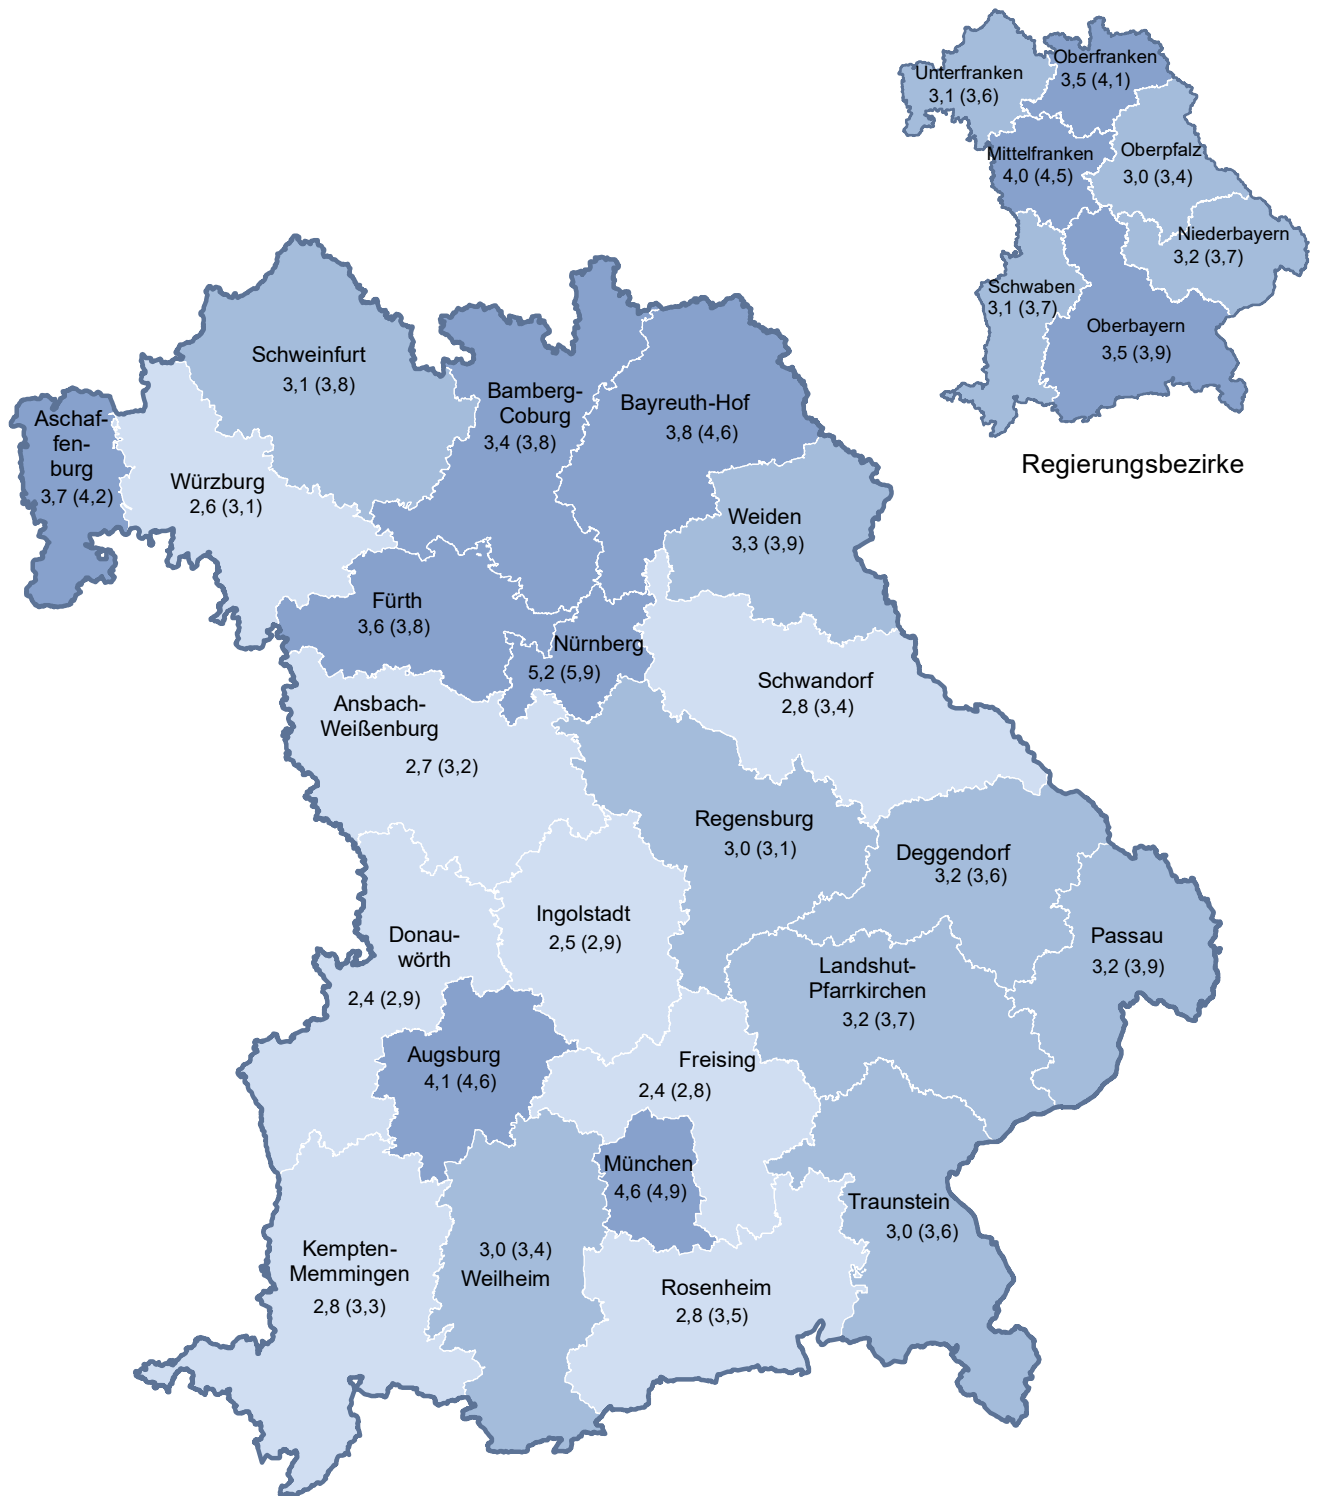 Oberfranken
3,5 (4,1)
Unterfranken
3,1 (3,6)
Mittelfranken
4,0 (4,5)
Oberpfalz
3,0 (3,4)
Niederbayern
3,2 (3,7)
Schwaben
3,1 (3,7)
Oberbayern
3,5 (3,9)
Regierungsbezirke
Schweinfurt
3,1 (3,8)
Bamberg-
Coburg
3,4 (3,8)
Bayreuth-Hof
3,8 (4,6)
Aschaf-
fen-
burg
3,7 (4,2)
Würzburg
2,6 (3,1)
Weiden
3,3 (3,9)
Fürth
3,6 (3,8)
Nürnberg
5,2 (5,9)
Schwandorf
2,8 (3,4)
Ansbach-
Weißenburg
2,7 (3,2)
Regensburg
3,0 (3,1)
Deggendorf
3,2 (3,6)
Ingolstadt
2,5 (2,9)
Donau-
wörth
2,4 (2,9)
Passau
3,2 (3,9)
Landshut-
Pfarrkirchen
3,2 (3,7)
Augsburg
4,1 (4,6)
Freising
2,4 (2,8)
München
4,6 (4,9)
Traunstein
3,0 (3,6)
Kempten-
Memmingen
2,8 (3,3)
3,0 (3,4)
Weilheim
Rosenheim
2,8 (3,5)